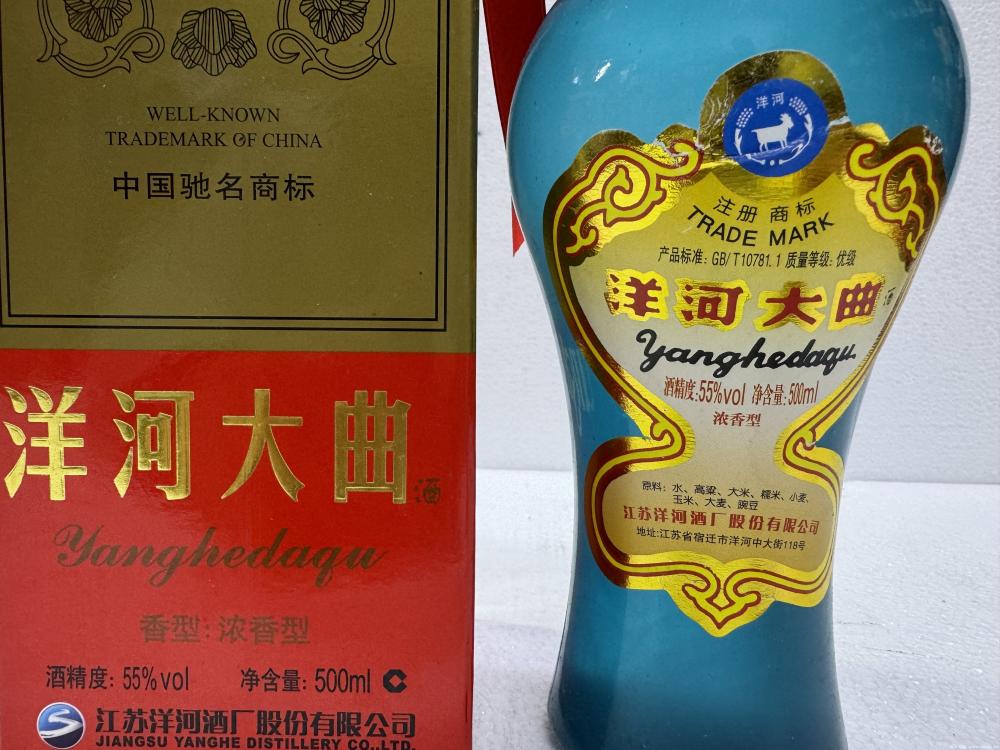 WELL-KNOWN
TRADEMARK OF CHINA
中国驰名商标
洋河大曲酒
Yanghedaqu
香型: 浓香型
酒精度: 55%vol 净含量: 500ml C
江苏洋河酒厂股份有限公司
JIANGSU YANGHE DISTILLERY CO.,LTD.
洋河
注册商标
TRADE MARK
产品标准: GB/T10781.1 质量等级: 优级
洋河大曲酒
Yanghedaqu
酒精度:55%vol 净含量:500ml
浓香型
原料: 水、高粱、大米、糯米、小麦、
玉米、大麦、豌豆
江苏洋河酒厂股份有限公司
地址:江苏省宿迁市洋河中大街118号